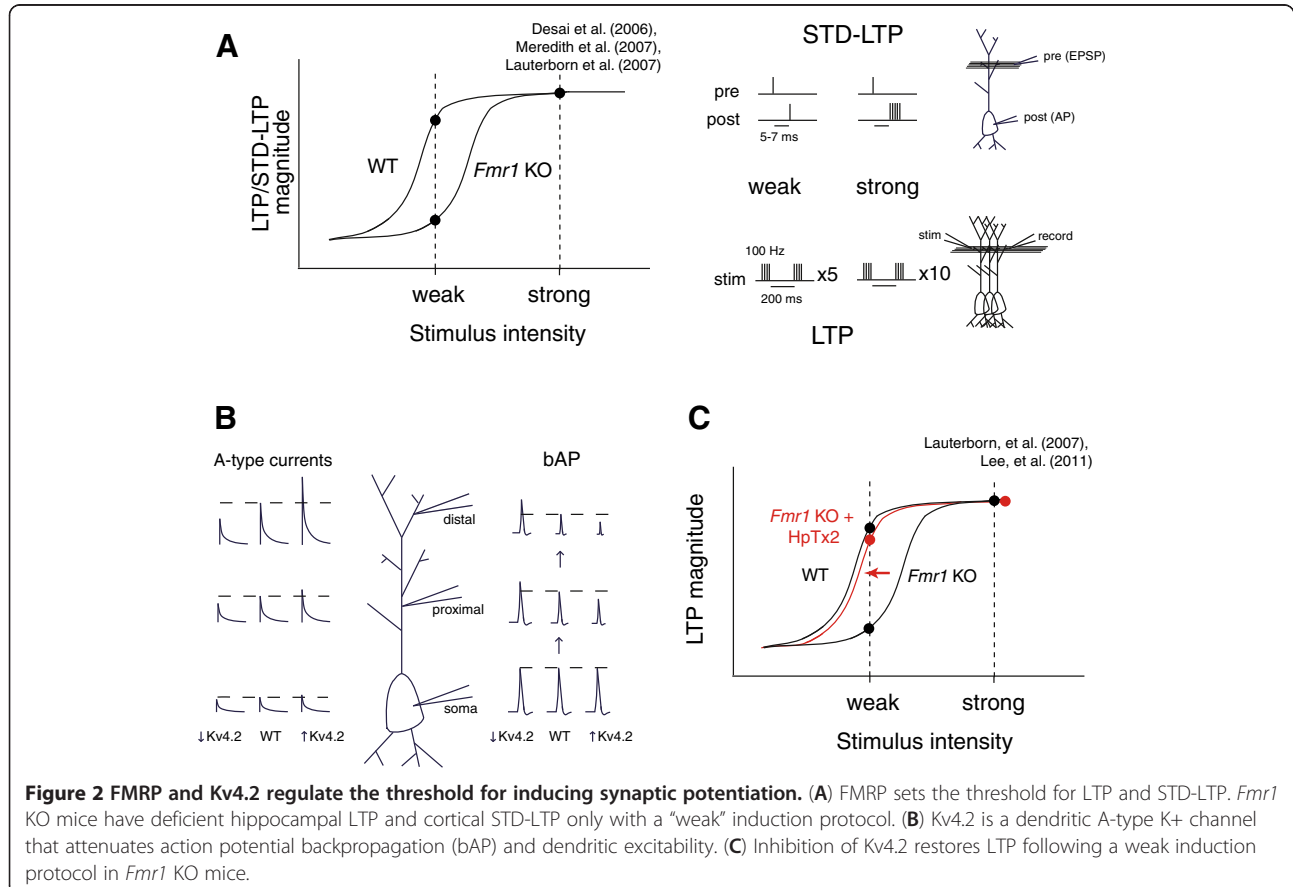 A
Desai et al. (2006),
Meredith et al. (2007),
Lauterborn et al. (2007)
LTP/STD-LTP
magnitude
WT
Fmr1 KO
weak
strong
Stimulus intensity
STD-LTP
pre
post
5-7 ms
weak
strong
pre (EPSP)
post (AP)
100 Hz
stim
x5
x10
200 ms
LTP
stim
record
B
A-type currents
bAP
distal
proximal
soma
↓Kv4.2 WT ↑Kv4.2
↓Kv4.2 WT ↑Kv4.2
C
Lauterborn, et al. (2007),
Lee, et al. (2011)
LTP magnitude
Fmr1 KO +
HpTx2
WT
Fmr1 KO
weak
strong
Stimulus intensity
Figure 2 FMRP and Kv4.2 regulate the threshold for inducing synaptic potentiation. (A) FMRP sets the threshold for LTP and STD-LTP. Fmr1
KO mice have deficient hippocampal LTP and cortical STD-LTP only with a “weak” induction protocol. (B) Kv4.2 is a dendritic A-type K+ channel
that attenuates action potential backpropagation (bAP) and dendritic excitability. (C) Inhibition of Kv4.2 restores LTP following a weak induction
protocol in Fmr1 KO mice.